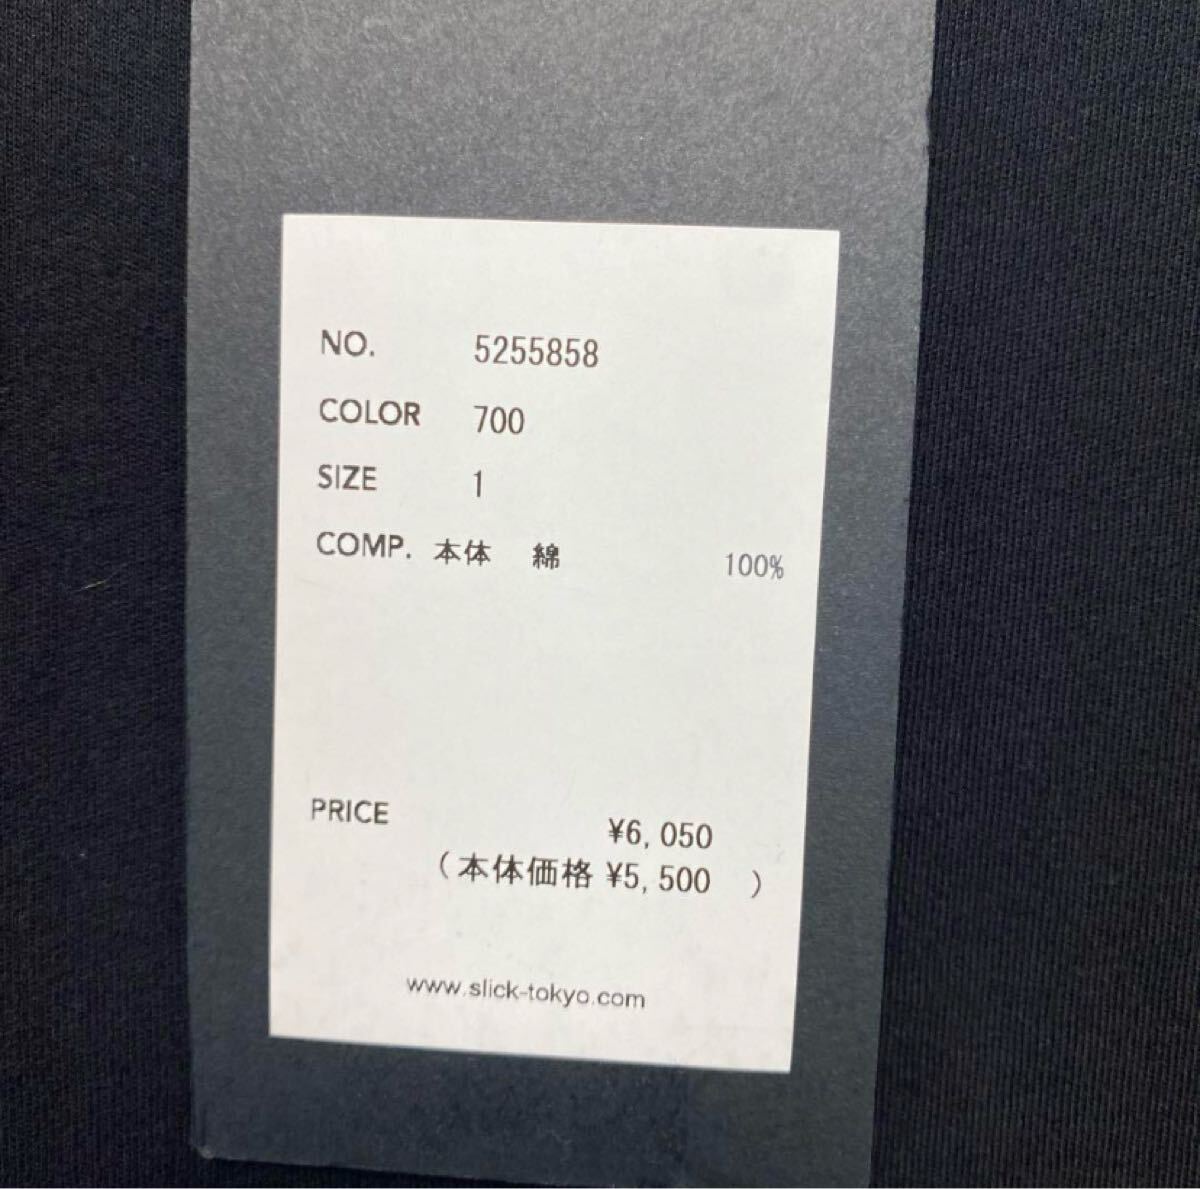 NO. 5255858
COLOR 700
SIZE 1
COMP. 本体 綿 100%
PRICE ¥6,050
(本体価格 ¥5,500 )
www.slick-tokyo.com